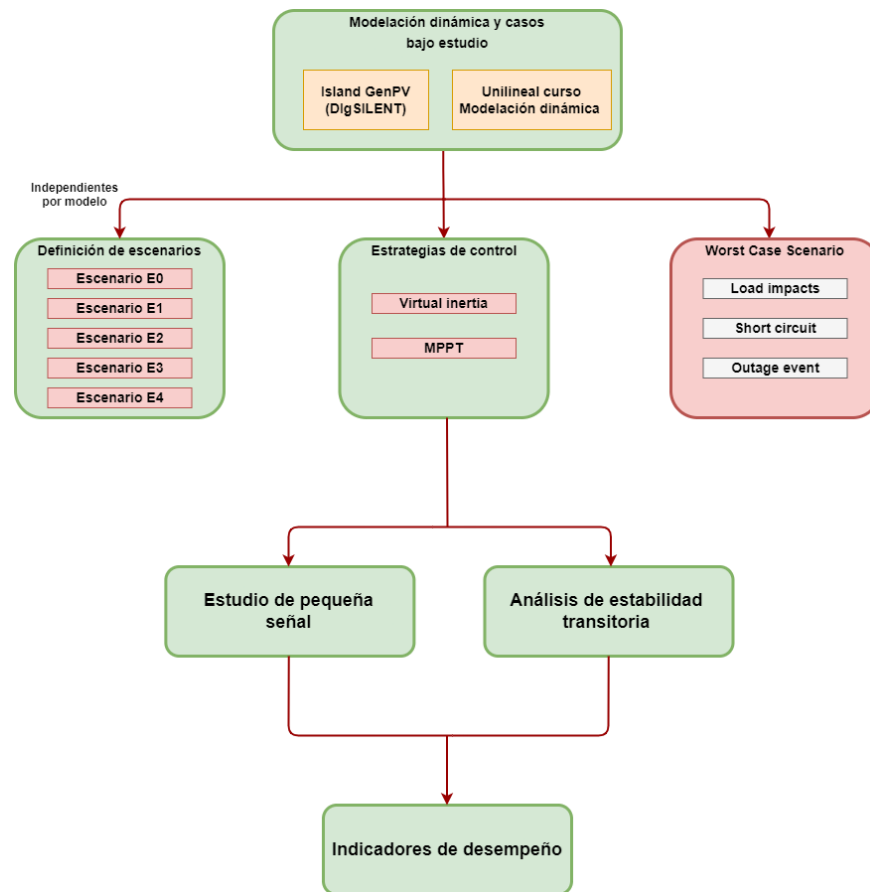 Modelación dinámica y casos
bajo estudio
Island GenPV
(DIgSILENT)
Unilineal curso
Modelación dinámica
Independientes
por modelo
Definición de escenarios
Escenario E0
Escenario E1
Escenario E2
Escenario E3
Escenario E4
Estrategias de control
Virtual inertia
MPPT
Worst Case Scenario
Load impacts
Short circuit
Outage event
Estudio de pequeña
señal
Análisis de estabilidad
transitoria
Indicadores de desempeño